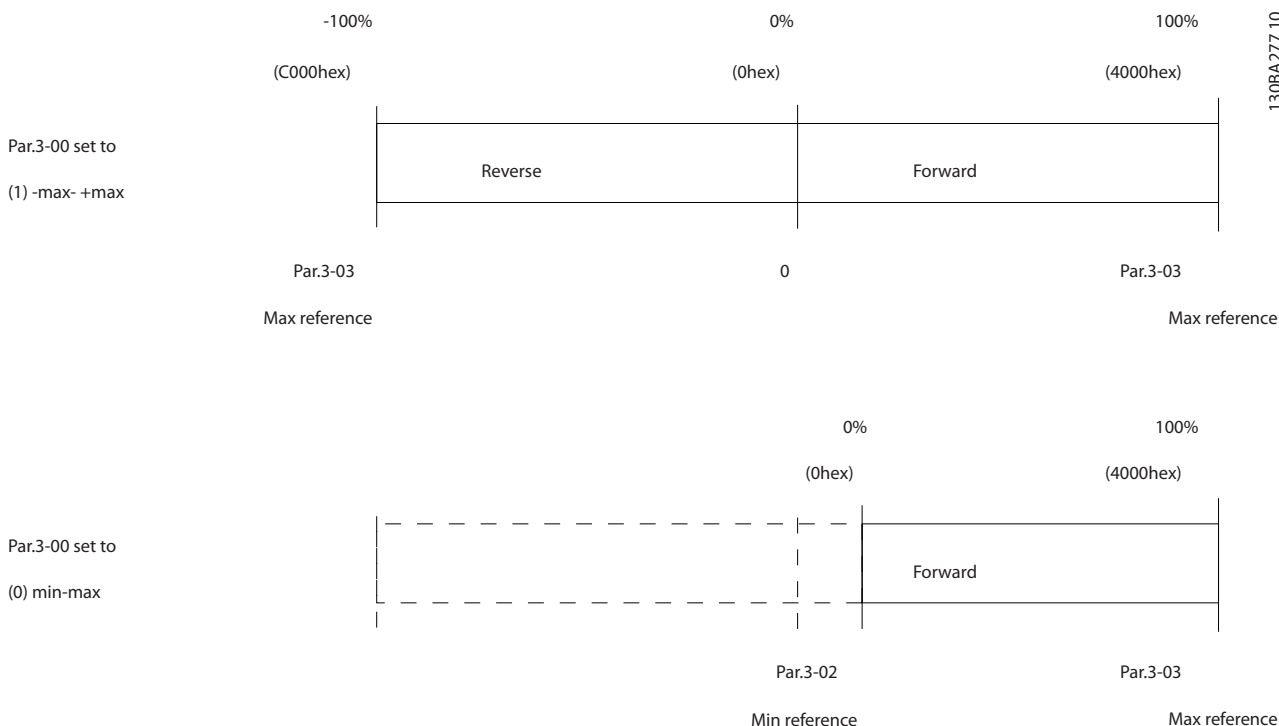 -100% 0% 100%
(C000hex) (0hex) (4000hex)
130BA277.10
Par.3-00 set to
(1) -max- +max
Reverse Forward
Par.3-03 0 Par.3-03
Max reference Max reference
0% 100%
(0hex) (4000hex)
Par.3-00 set to
(0) min-max
Forward
Par.3-02 Par.3-03
Min reference Max reference